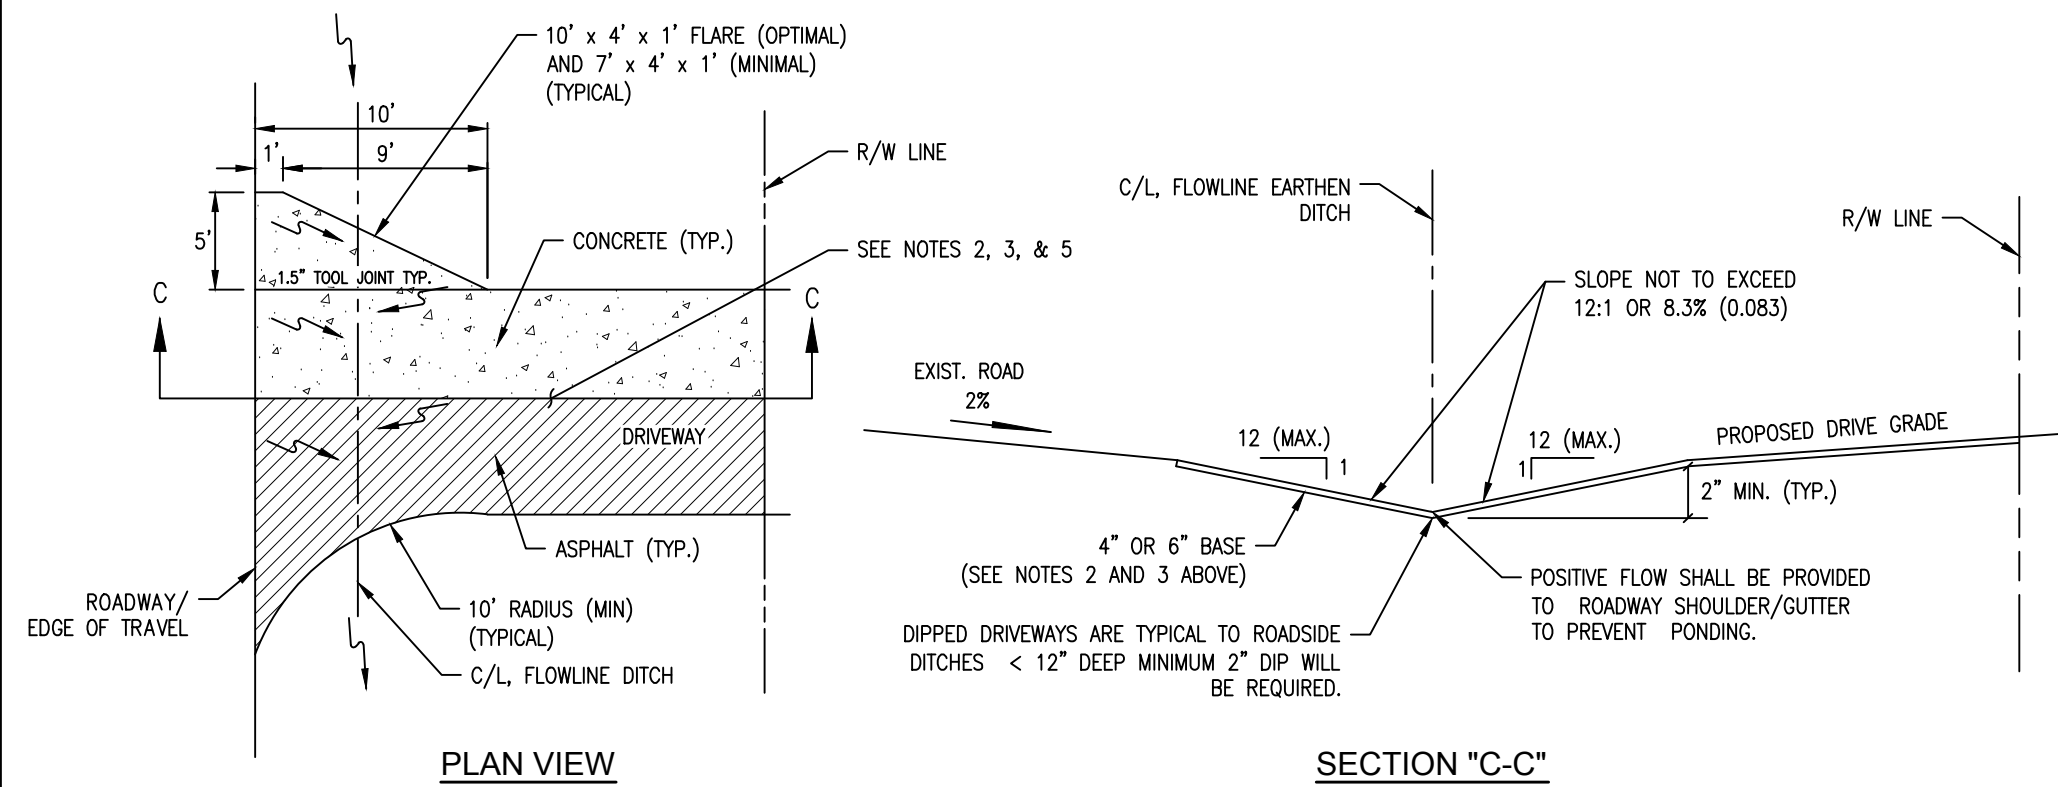 10' x 4' x 1' FLARE (OPTIMAL)
AND 7' x 4' x 1' (MINIMAL)
(TYPICAL)
10'
1'
9'
R/W LINE
5'
CONCRETE (TYP.)
SEE NOTES 2, 3, & 5
1.5" TOOL JOINT TYP.
C
C
DRIVEWAY
ASPHALT (TYP.)
ROADWAY/
EDGE OF TRAVEL
10' RADIUS (MIN)
(TYPICAL)
C/L, FLOWLINE DITCH
PLAN VIEW
C/L, FLOWLINE EARTHEN
DITCH
R/W LINE
SLOPE NOT TO EXCEED
12:1 OR 8.3% (0.083)
EXIST. ROAD
2%
12 (MAX.)
1
12 (MAX.)
1
PROPOSED DRIVE GRADE
2" MIN. (TYP.)
4" OR 6" BASE
(SEE NOTES 2 AND 3 ABOVE)
POSITIVE FLOW SHALL BE PROVIDED
TO ROADWAY SHOULDER/GUTTER
TO PREVENT PONDING.
DIPPED DRIVEWAYS ARE TYPICAL TO ROADSIDE
DITCHES < 12" DEEP MINIMUM 2" DIP WILL
BE REQUIRED.
SECTION "C-C"